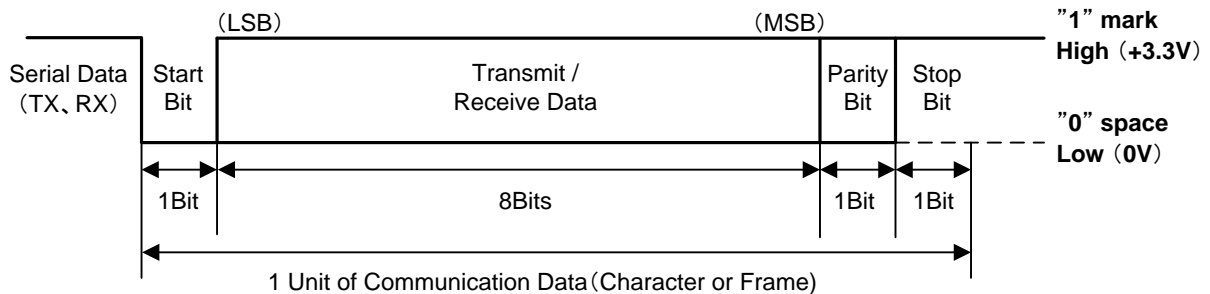 （LSB） （MSB）
”1” mark
High（+3.3V）
Serial Data
（TX、RX）
Start
Bit
Transmit /
Receive Data
Parity
Bit
Stop
Bit
”0” space
Low（0V）
1Bit 8Bits 1Bit 1Bit
1 Unit of Communication Data（Character or Frame)